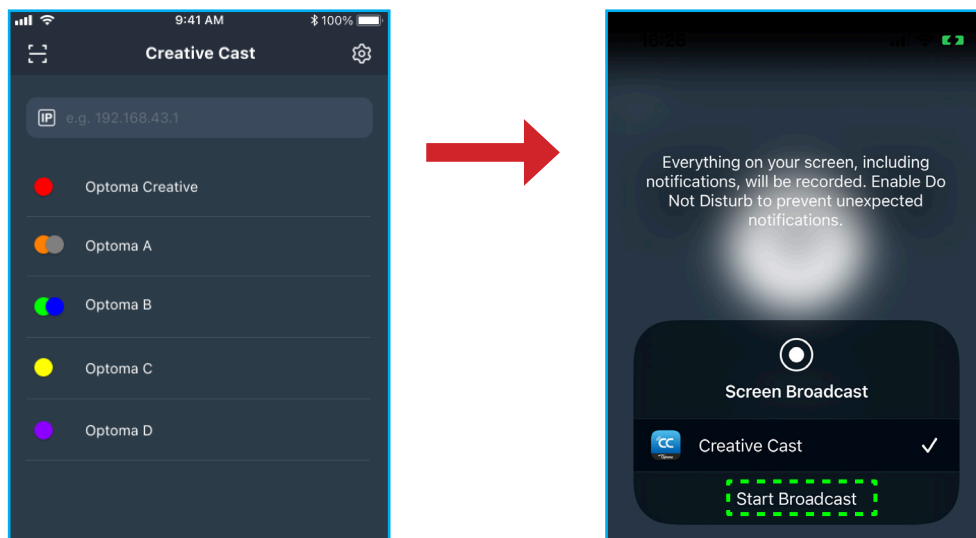 9:41 AM
100%
Creative Cast
IP e.g. 192.168.43.1
Optoma Creative
Optoma A
Optoma B
Optoma C
Optoma D
Everything on your screen, including
notifications, will be recorded. Enable Do
Not Disturb to prevent unexpected
notifications.
Screen Broadcast
CC
Creative Cast
Start Broadcast